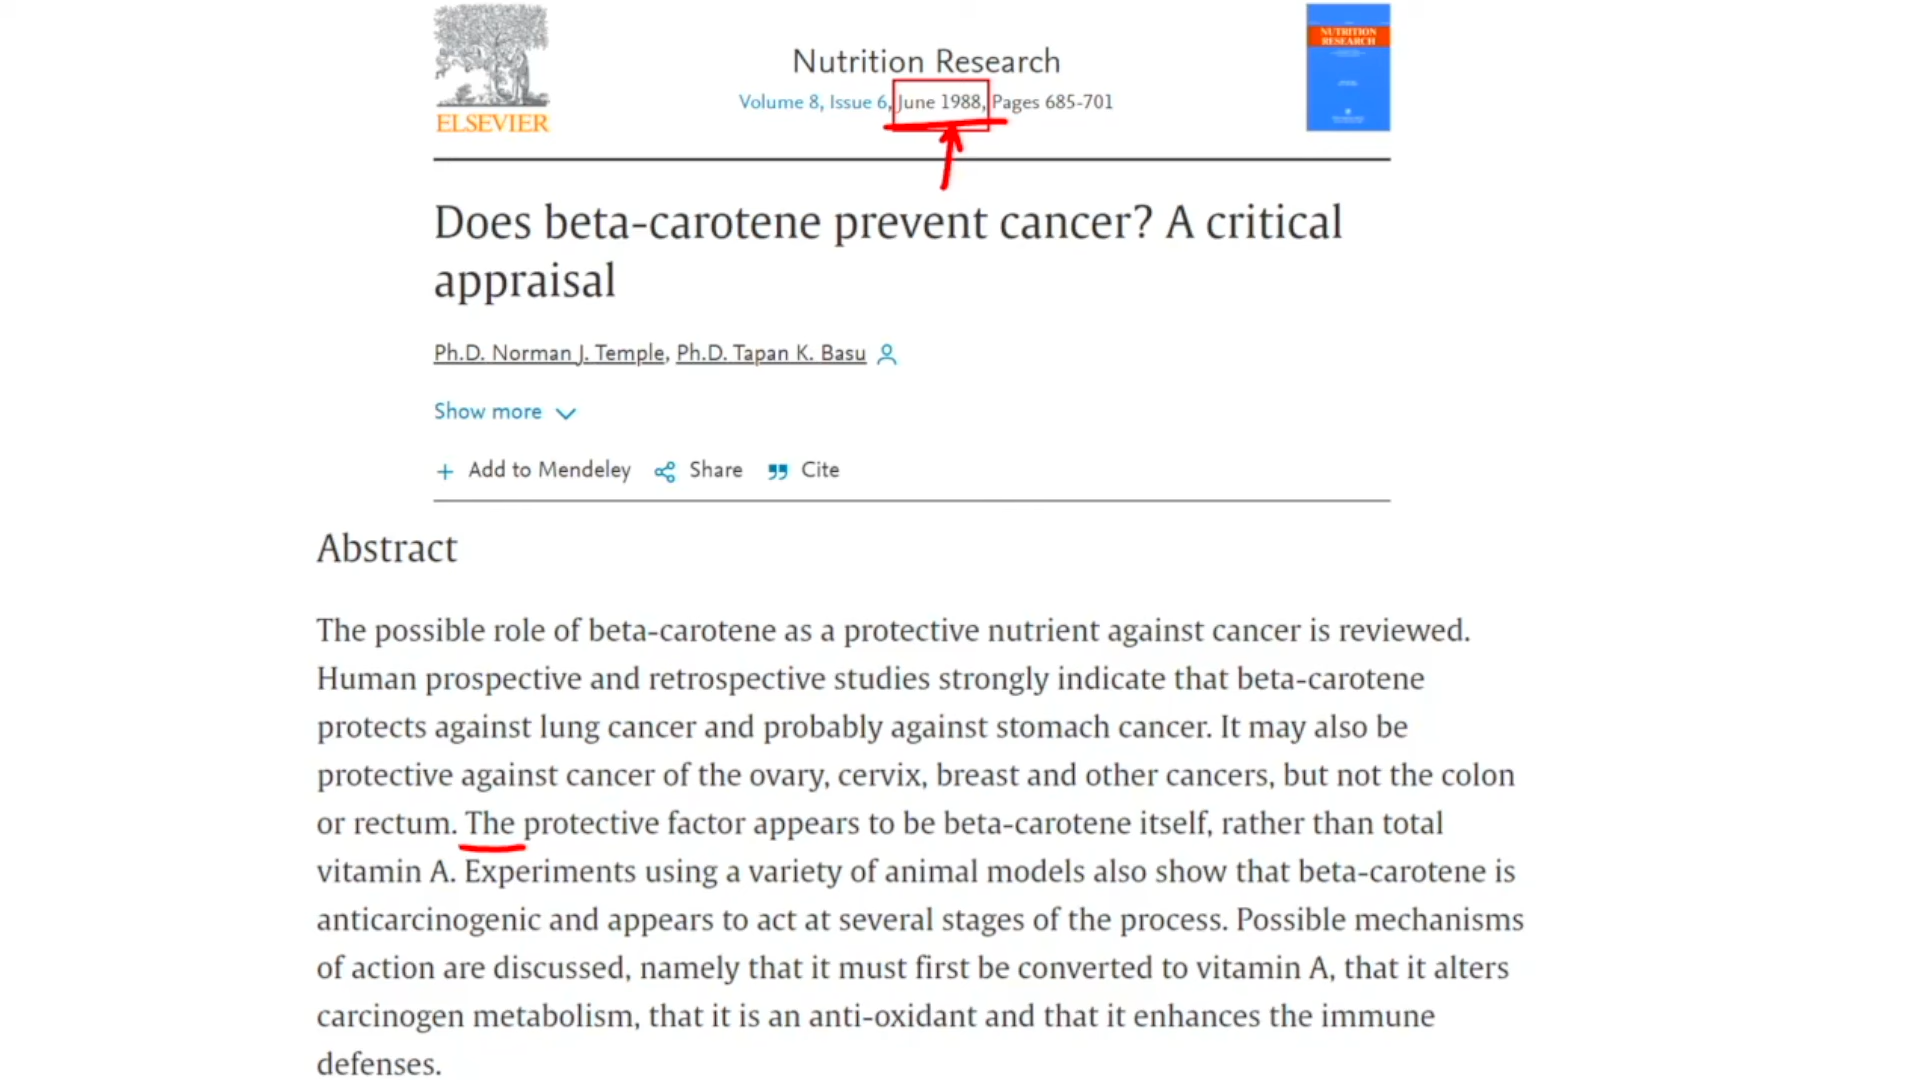 ELSEVIER
Nutrition Research
Volume 8, Issue 6, June 1988, Pages 685-701
NUTRITION
RESEARCH
Does beta-carotene prevent cancer? A critical
appraisal
Ph.D. Norman J. Temple, Ph.D. Tapan K. Basu
Show more
Add to Mendeley Share Cite
Abstract
The possible role of beta-carotene as a protective nutrient against cancer is reviewed.
Human prospective and retrospective studies strongly indicate that beta-carotene
protects against lung cancer and probably against stomach cancer. It may also be
protective against cancer of the ovary, cervix, breast and other cancers, but not the colon
or rectum. The protective factor appears to be beta-carotene itself, rather than total
vitamin A. Experiments using a variety of animal models also show that beta-carotene is
anticarcinogenic and appears to act at several stages of the process. Possible mechanisms
of action are discussed, namely that it must first be converted to vitamin A, that it alters
carcinogen metabolism, that it is an anti-oxidant and that it enhances the immune
defenses.